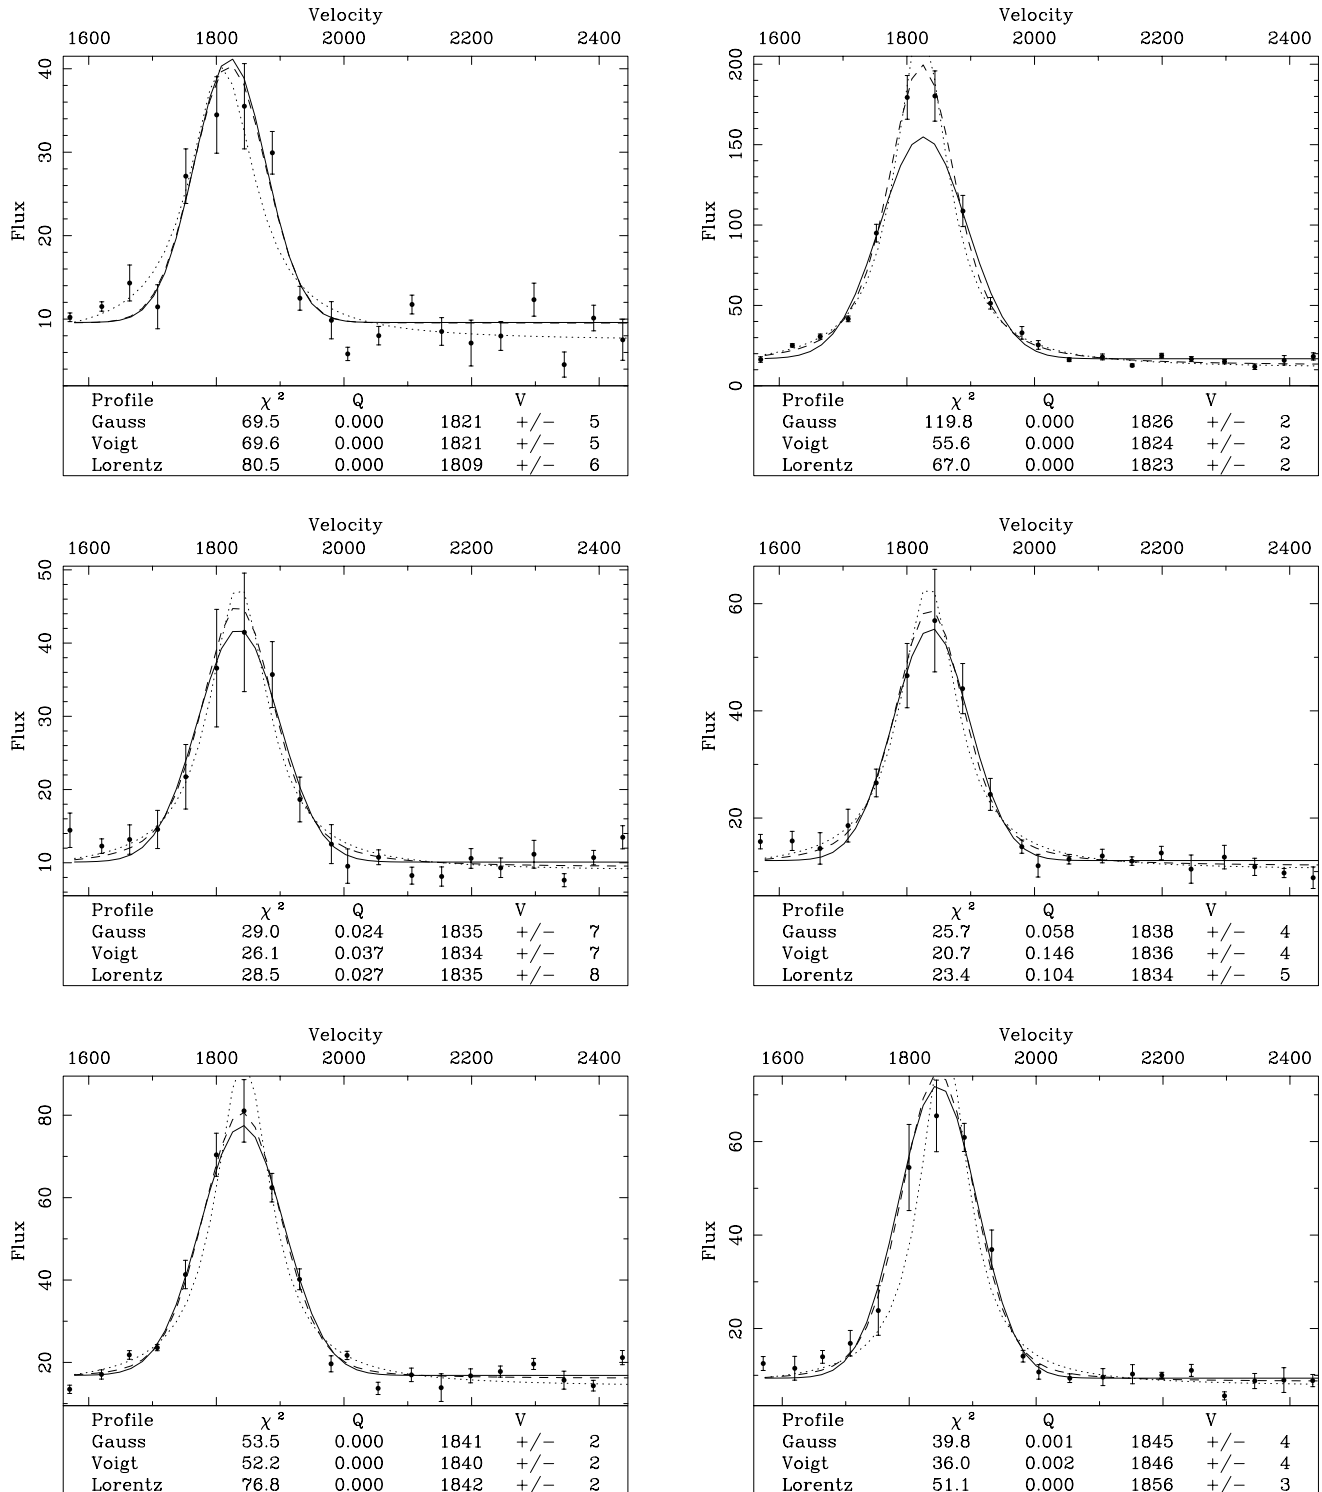 Velocity
1600 1800 2000 2200 2400
Flux
40
30
20
10
Profile χ² Q V
Gauss 69.5 0.000 1821 +/− 5
Voigt 69.6 0.000 1821 +/− 5
Lorentz 80.5 0.000 1809 +/− 6
Velocity
1600 1800 2000 2200 2400
Flux
200
150
100
50
0
Profile χ² Q V
Gauss 119.8 0.000 1826 +/− 2
Voigt 55.6 0.000 1824 +/− 2
Lorentz 67.0 0.000 1823 +/− 2
Velocity
1600 1800 2000 2200 2400
Flux
50
40
30
20
10
Profile χ² Q V
Gauss 29.0 0.024 1835 +/− 7
Voigt 26.1 0.037 1834 +/− 7
Lorentz 28.5 0.027 1835 +/− 8
Velocity
1600 1800 2000 2200 2400
Flux
60
40
20
Profile χ² Q V
Gauss 25.7 0.058 1838 +/− 4
Voigt 20.7 0.146 1836 +/− 4
Lorentz 23.4 0.104 1834 +/− 5
Velocity
1600 1800 2000 2200 2400
Flux
80
60
40
20
Profile χ² Q V
Gauss 53.5 0.000 1841 +/− 2
Voigt 52.2 0.000 1840 +/− 2
Lorentz 76.8 0.000 1842 +/− 2
Velocity
1600 1800 2000 2200 2400
Flux
60
40
20
Profile χ² Q V
Gauss 39.8 0.001 1845 +/− 4
Voigt 36.0 0.002 1846 +/− 4
Lorentz 51.1 0.000 1856 +/− 3